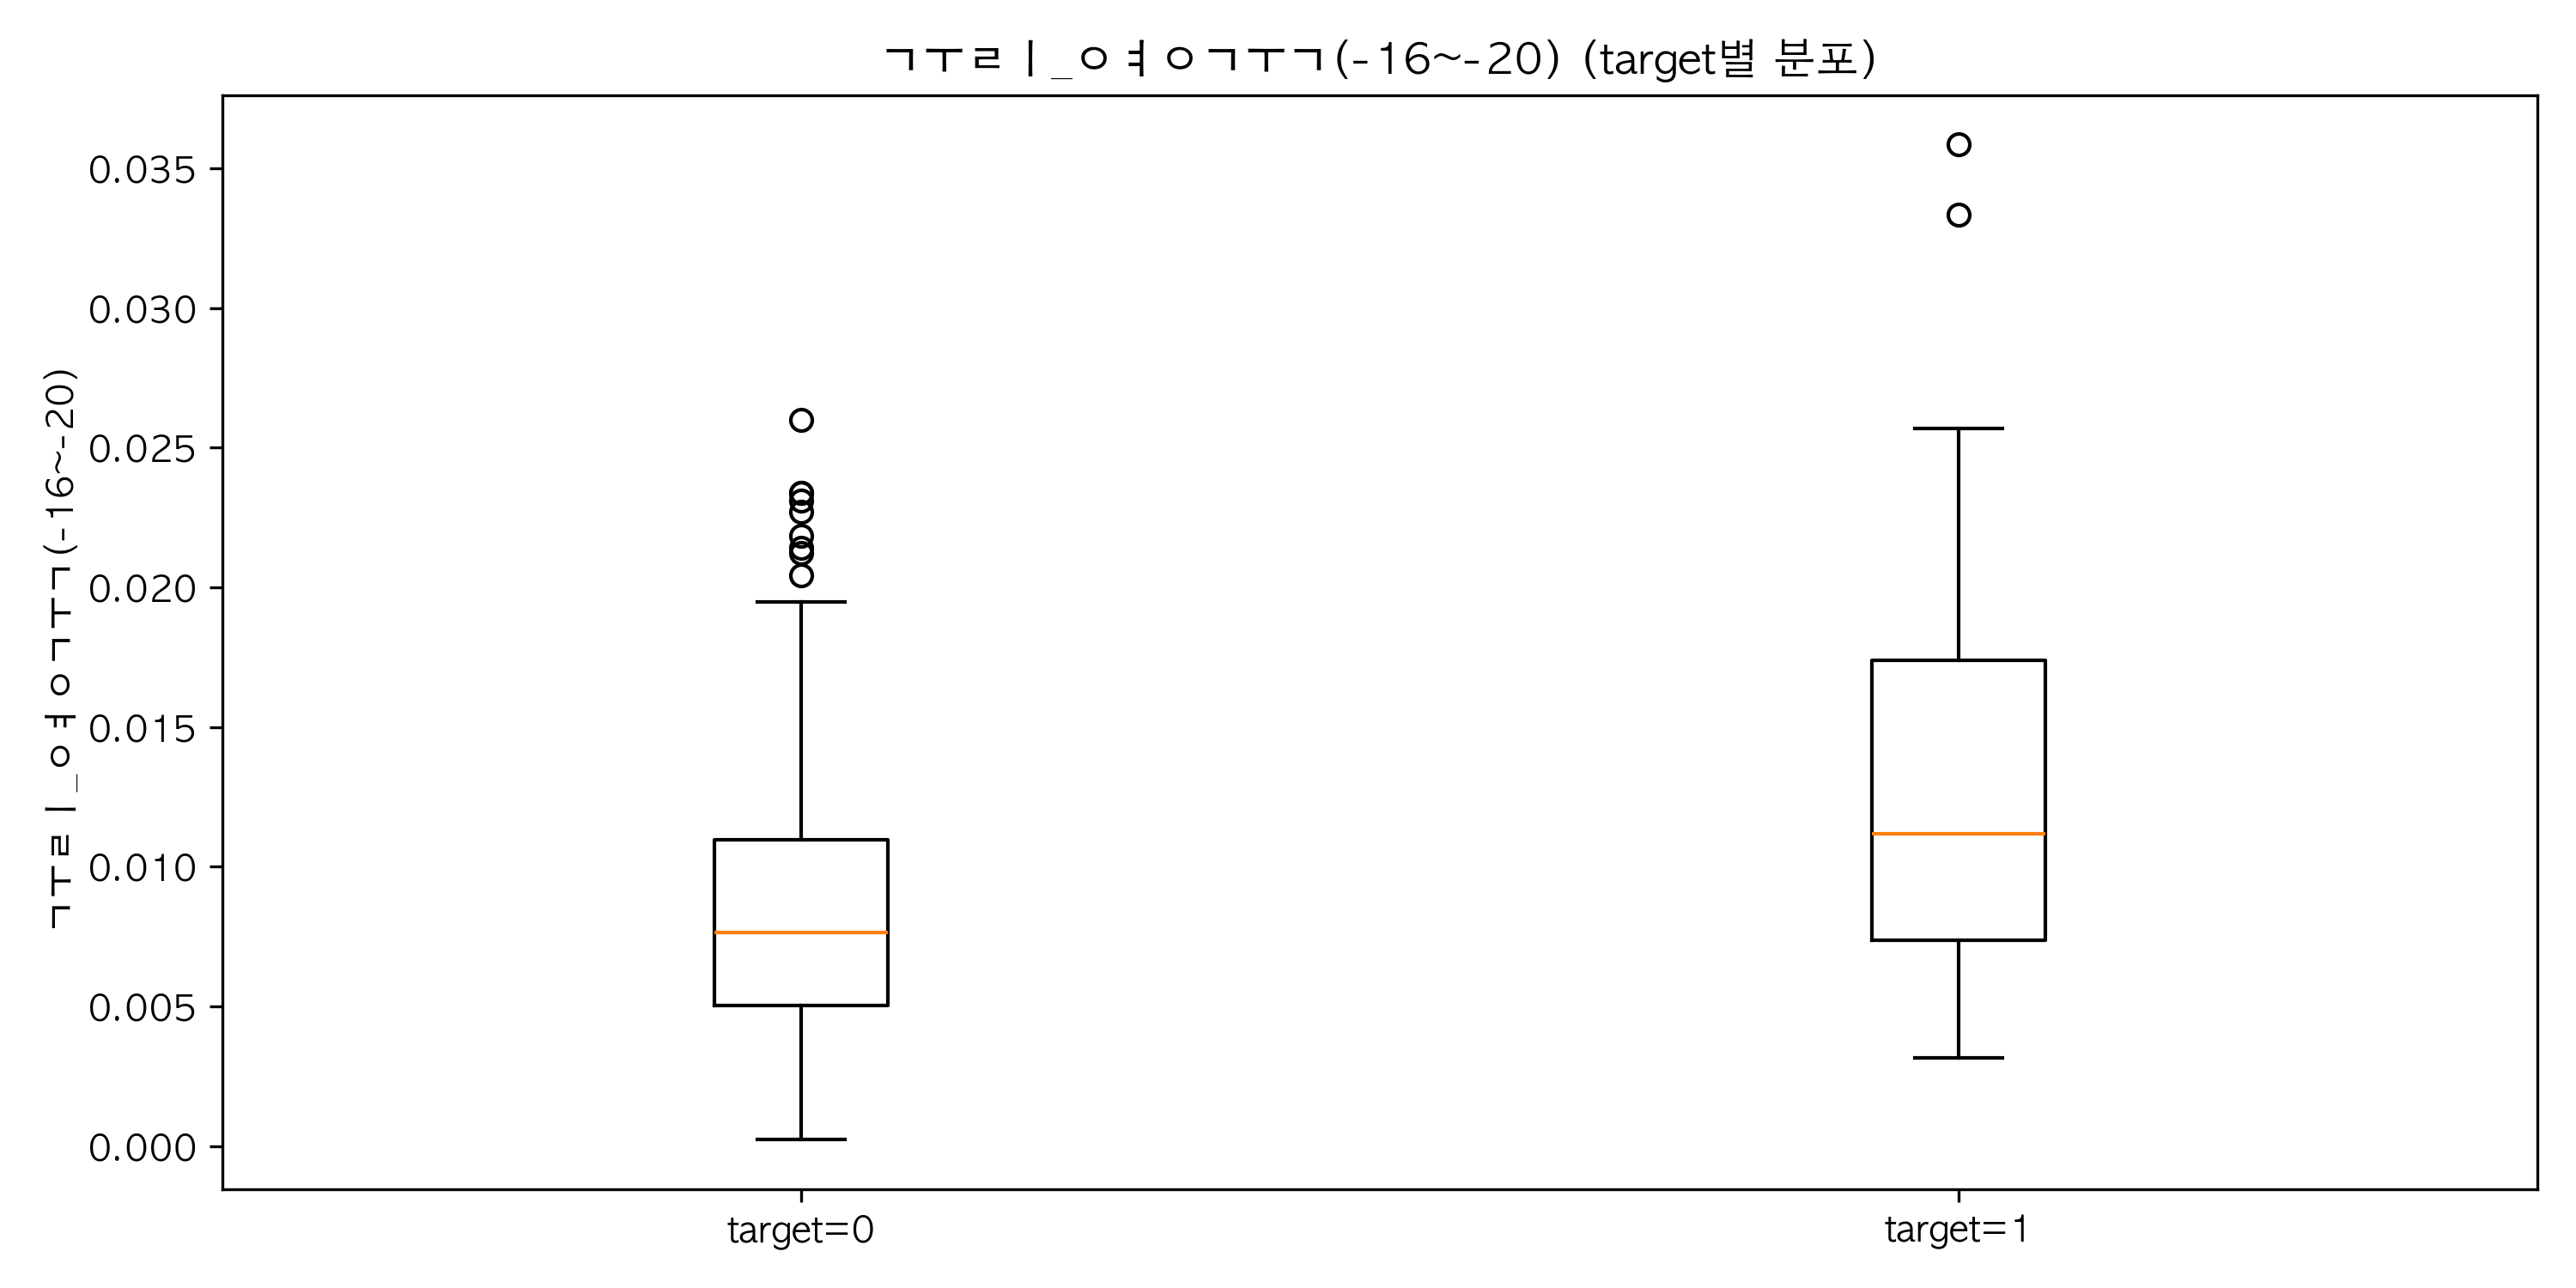 ㄱㅜㄹㅣ_ㅇㅕㅇㄱㅜㄱ(-16~-20) (target별 분포)
ㄱㅜㄹㅣ_ㅇㅕㅇㄱㅜㄱ(-16~-20)
0.035
0.030
0.025
0.020
0.015
0.010
0.005
0.000
target=0
target=1